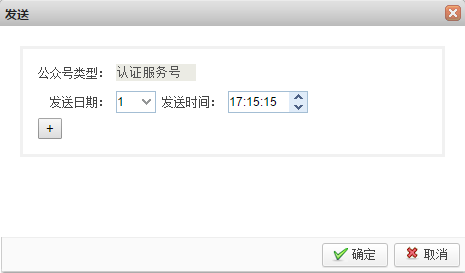 发送
公众号类型： 认证服务号
发送日期： 1 发送时间： 17:15:15
+
确定 取消